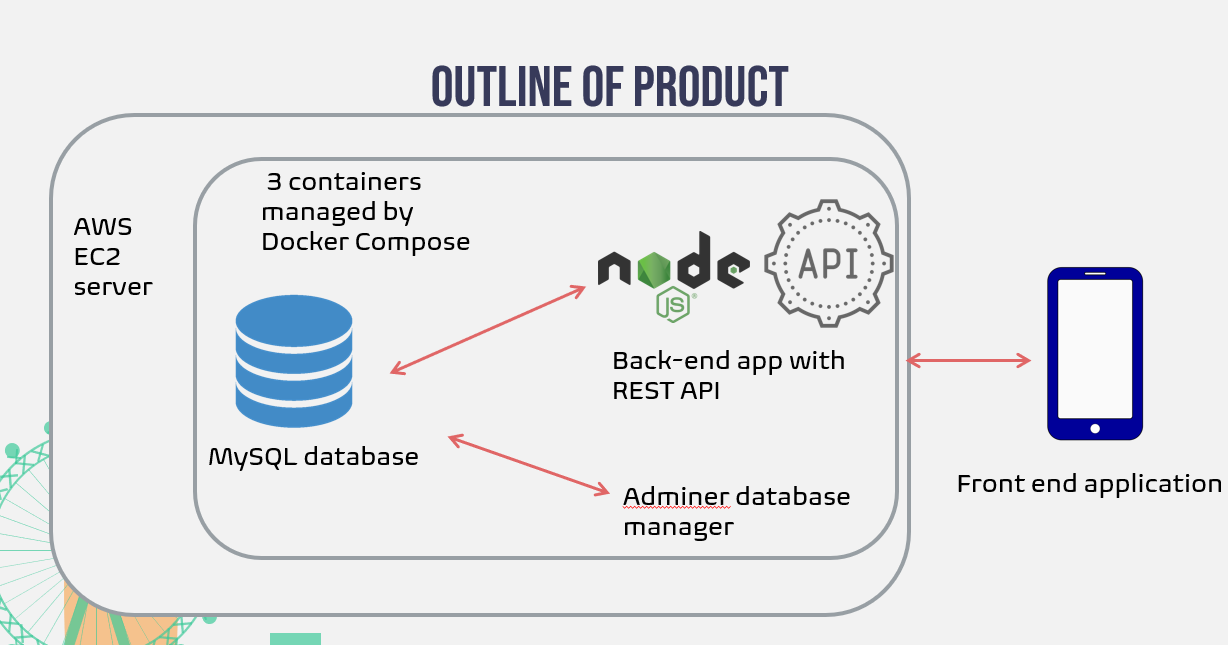 OUTLINE OF PRODUCT
3 containers
managed by
Docker Compose
AWS
EC2
server
node
JS
API
Back-end app with
REST API
MySQL database
Adminer database
manager
Front end application